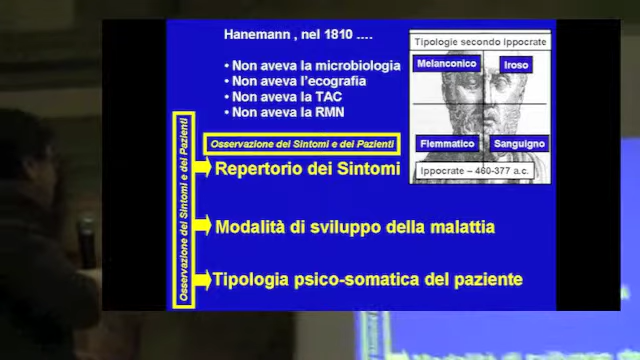 Hanemann , nel 1810 ….
• Non aveva la microbiologia
• Non aveva l'ecografia
• Non aveva la TAC
• Non aveva la RMN
Tipologie secondo Ippocrate
Melanconico
Iroso
Flemmatico
Sanguigno
Ippocrate – 460-377 a.c.
Osservazione dei Sintomi e dei Pazienti
Osservazione dei Sintomi e dei Pazienti
Repertorio dei Sintomi
Modalità di sviluppo della malattia
Tipologia psico-somatica del paziente